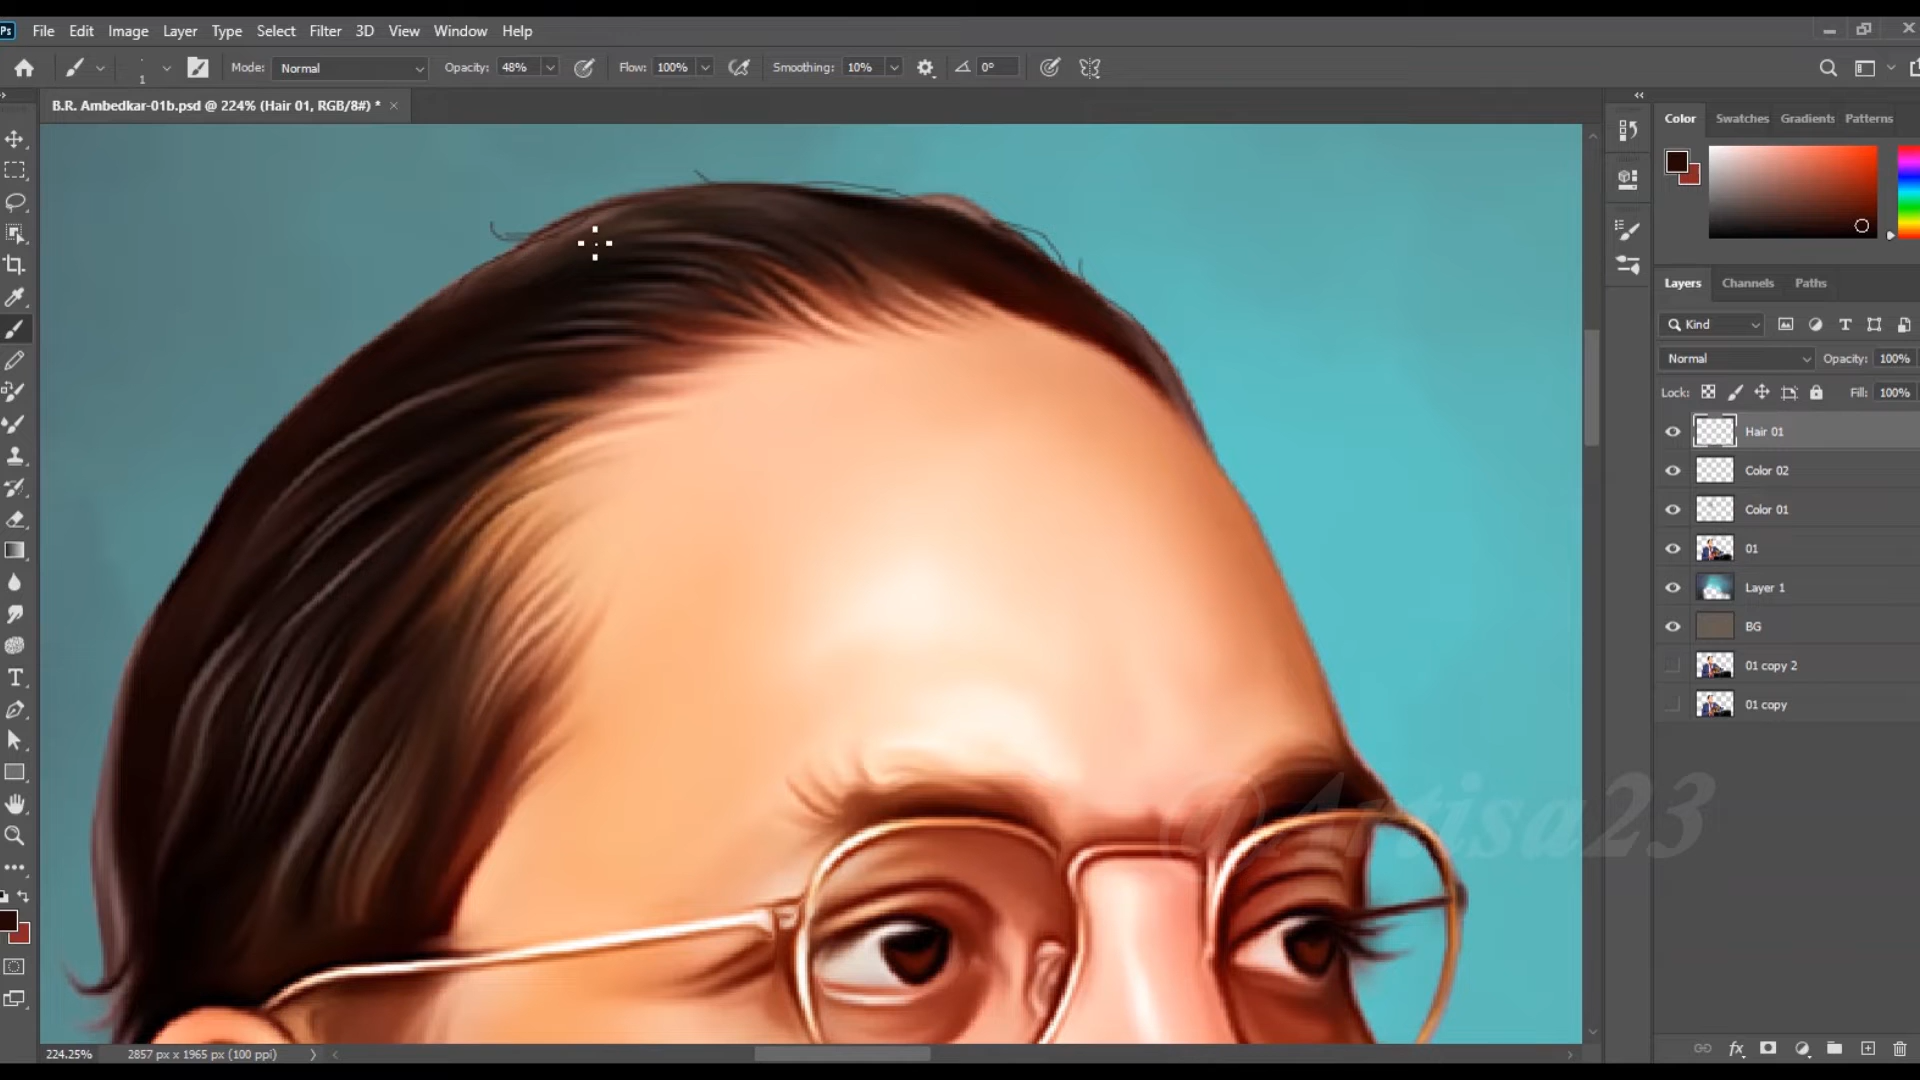 Ps File Edit Image Layer Type Select Filter 3D View Window Help
1 Mode: Normal Opacity: 48% Flow: 100% Smoothing: 10% 0°
B.R. Ambedkar-01b.psd @ 224% (Hair 01, RGB/8#) * ×
Color Swatches Gradients Patterns
Layers Channels Paths
Kind
Normal Opacity: 100%
Lock: Fill: 100%
Hair 01
Color 02
Color 01
01
Layer 1
BG
01 copy 2
01 copy
@Artisa23
224.25% 2857 px x 1965 px (100 ppi)